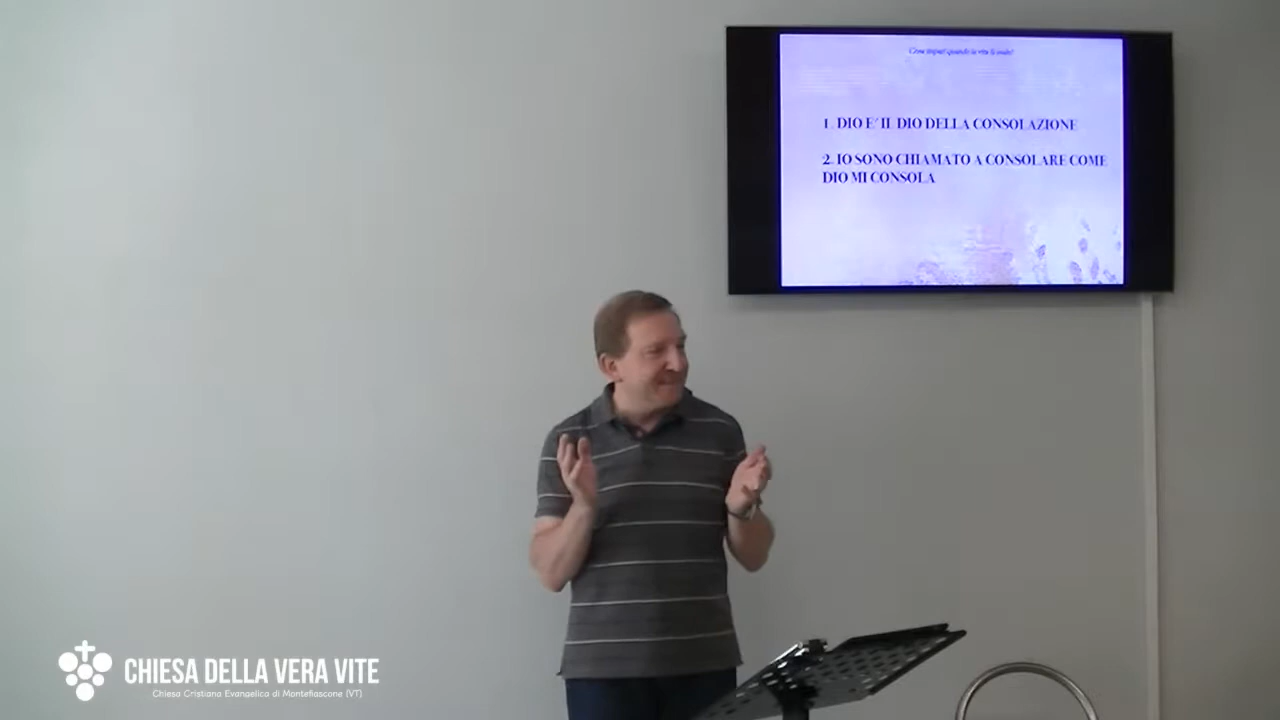 1. DIO E' IL DIO DELLA CONSOLAZIONE
2. IO SONO CHIAMATO A CONSOLARE COME
DIO MI CONSOLA
CHIESA DELLA VERA VITE
Chiesa Cristiana Evangelica di Montefiascone (VT)